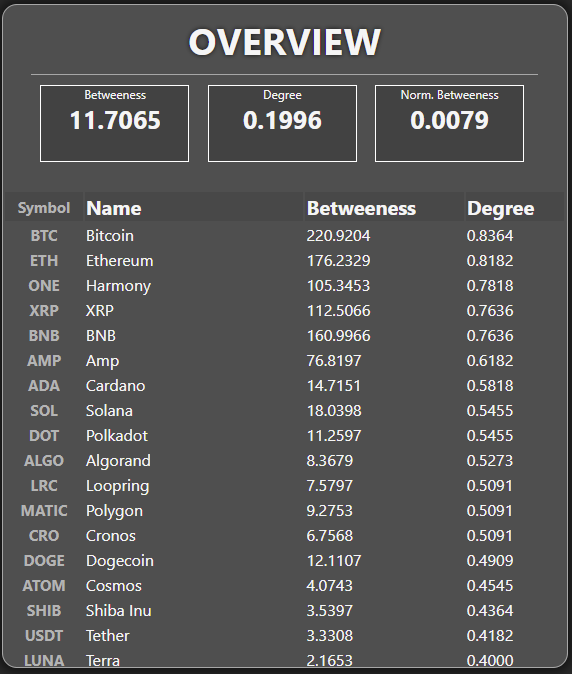 OVERVIEW
Betweeness Degree Norm. Betweeness
11.7065 0.1996 0.0079
Symbol Name Betweeness Degree
BTC Bitcoin 220.9204 0.8364
ETH Ethereum 176.2329 0.8182
ONE Harmony 105.3453 0.7818
XRP XRP 112.5066 0.7636
BNB BNB 160.9966 0.7636
AMP Amp 76.8197 0.6182
ADA Cardano 14.7151 0.5818
SOL Solana 18.0398 0.5455
DOT Polkadot 11.2597 0.5455
ALGO Algorand 8.3679 0.5273
LRC Loopring 7.5797 0.5091
MATIC Polygon 9.2753 0.5091
CRO Cronos 6.7568 0.5091
DOGE Dogecoin 12.1107 0.4909
ATOM Cosmos 4.0743 0.4545
SHIB Shiba Inu 3.5397 0.4364
USDT Tether 3.3308 0.4182
LUNA Terra 2.1653 0.4000